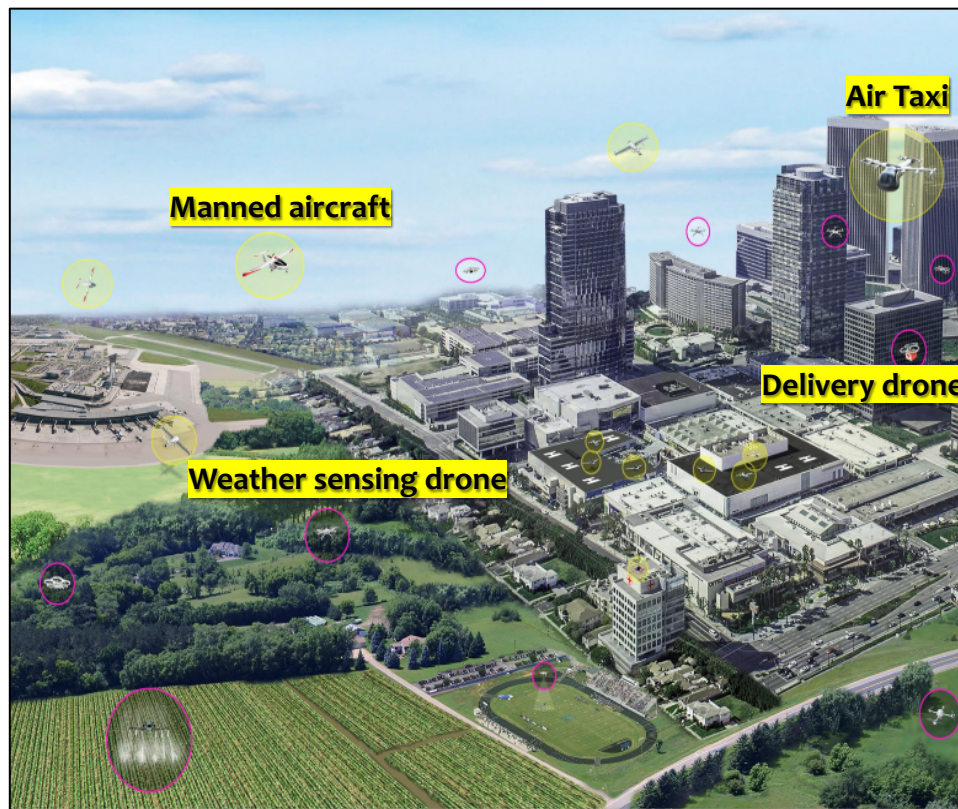 Air Taxi
Manned aircraft
Delivery drone
Weather sensing drone
H H
H
H
H H H